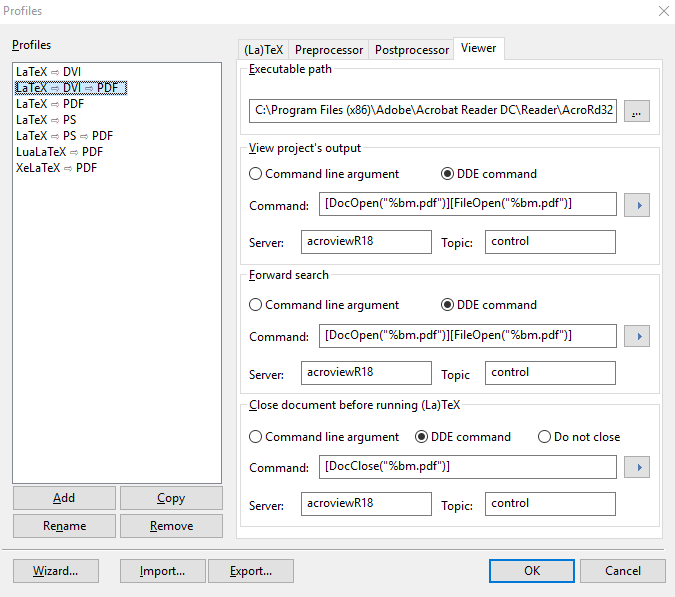 Profiles
Profiles
LaTeX ⇨ DVI
LaTeX ⇨ DVI ⇨ PDF
LaTeX ⇨ PDF
LaTeX ⇨ PS
LaTeX ⇨ PS ⇨ PDF
LuaLaTeX ⇨ PDF
XeLaTeX ⇨ PDF
Add Copy
Rename Remove
(La)TeX Preprocessor Postprocessor Viewer
Executable path
C:\Program Files (x86)\Adobe\Acrobat Reader DC\Reader\AcroRd32 ...
View project's output
Command line argument DDE command
Command: [DocOpen("%bm.pdf")][FileOpen("%bm.pdf")]
Server: acroviewR18 Topic: control
Forward search
Command line argument DDE command
Command: [DocOpen("%bm.pdf")][FileOpen("%bm.pdf")]
Server: acroviewR18 Topic control
Close document before running (La)TeX
Command line argument DDE command Do not close
Command: [DocClose("%bm.pdf")]
Server: acroviewR18 Topic: control
Wizard... Import... Export... OK Cancel